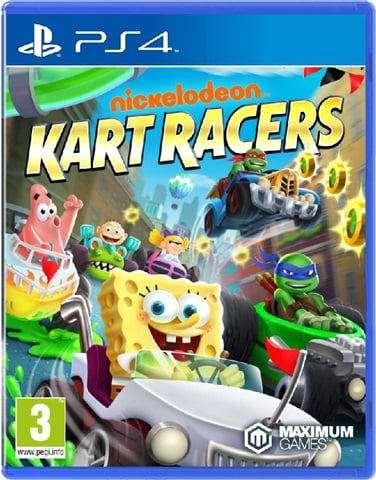 PS4
nickelodeon
KART RACERS
3
www.pegi.info
MAXIMUM
GAMES